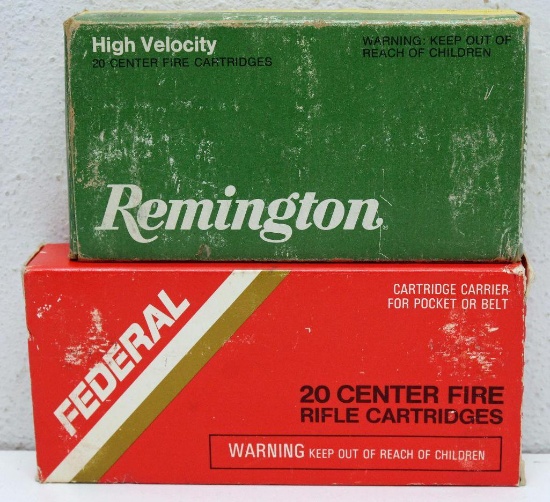 High Velocity
20 CENTER FIRE CARTRIDGES
WARNING: KEEP OUT OF
REACH OF CHILDREN
Remington
FEDERAL
CARTRIDGE CARRIER
FOR POCKET OR BELT
20 CENTER FIRE
RIFLE CARTRIDGES
WARNING KEEP OUT OF REACH OF CHILDREN